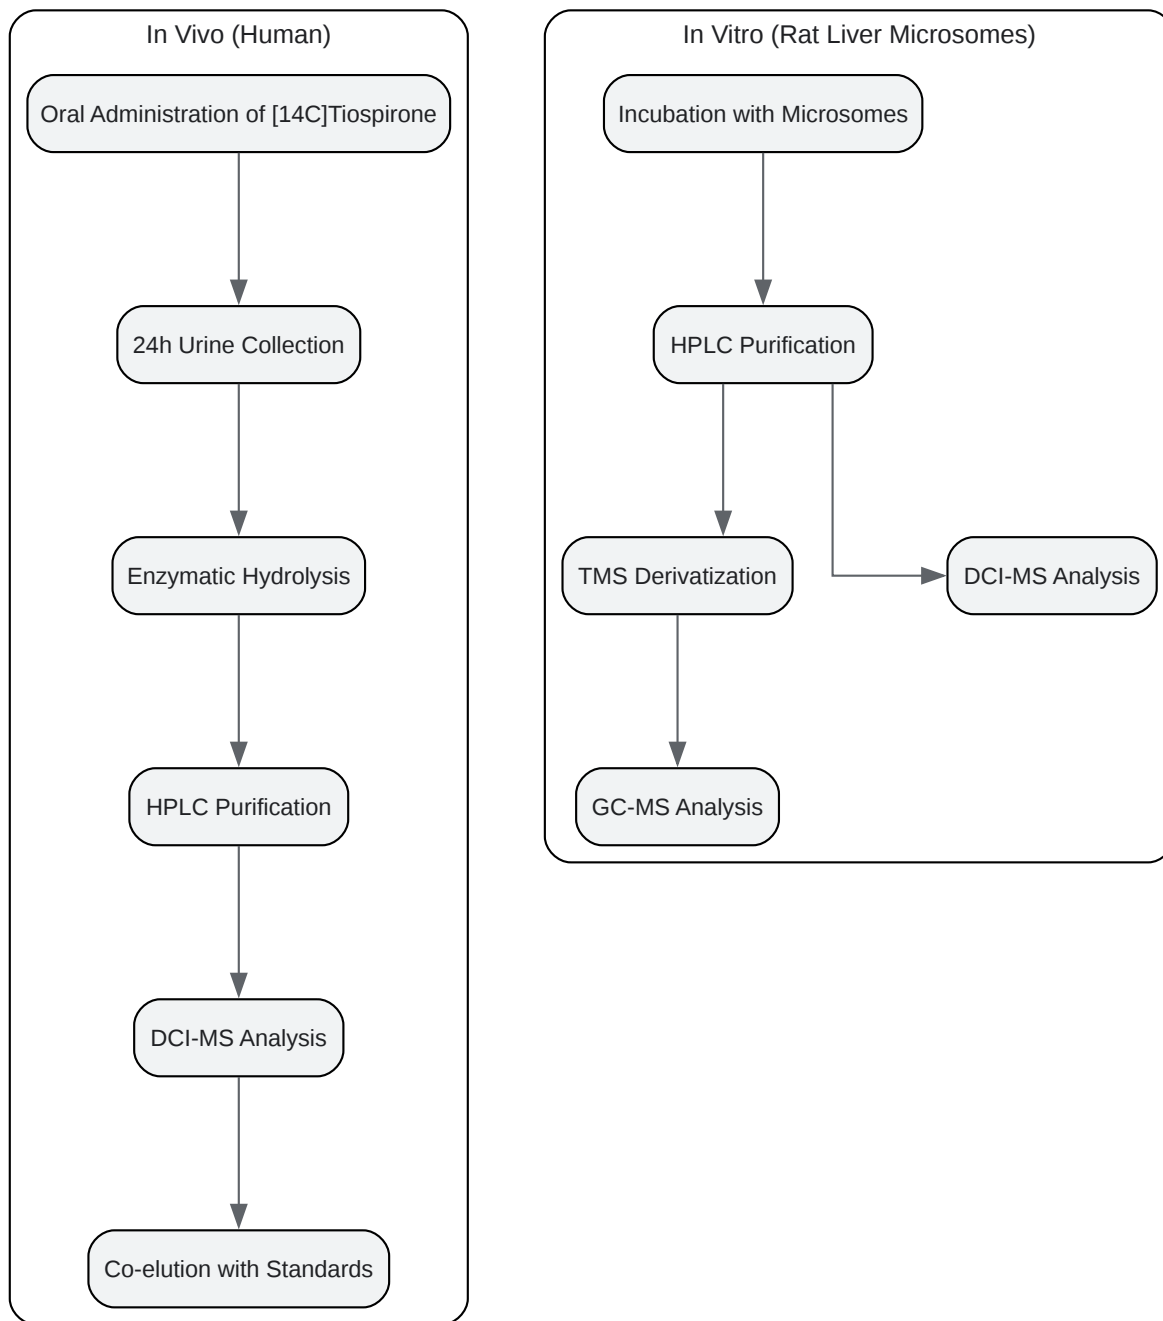 In Vivo (Human)
Oral Administration of [14C]Tiospirone
24h Urine Collection
Enzymatic Hydrolysis
HPLC Purification
DCI-MS Analysis
Co-elution with Standards
In Vitro (Rat Liver Microsomes)
Incubation with Microsomes
HPLC Purification
TMS Derivatization
DCI-MS Analysis
GC-MS Analysis